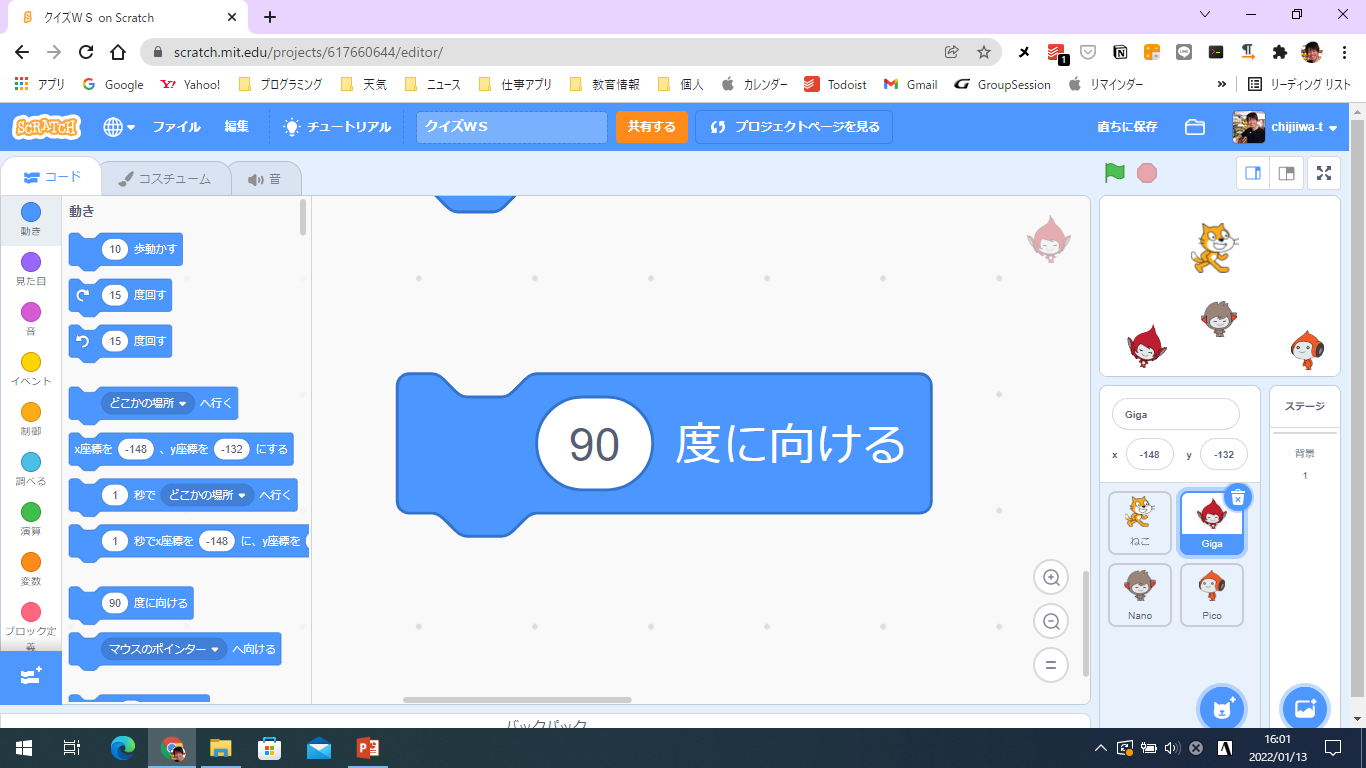 クイズWS on Scratch
scratch.mit.edu/projects/617660644/editor/
1
アプリ Google Yahoo! プログラミング 天気 ニュース 仕事アプリ 教育情報 個人 カレンダー Todoist Gmail GroupSession リマインダー » リーディング リスト
SCRATCH ファイル 編集 チュートリアル クイズWS 共有する プロジェクトページを見る 直ちに保存 chijiiwa-t
コード コスチューム 音
動き
見た目
音
イベント
制御
調べる
演算
変数
ブロック定義
動き
10 歩動かす
15 度回す
15 度回す
どこかの場所 へ行く
x座標を -148 、y座標を -132 にする
1 秒で どこかの場所 へ行く
1 秒でx座標を -148 に、y座標を
90 度に向ける
マウスのポインター へ向ける
90 度に向ける
バックパック
Giga
x -148 y -132
ねこ Giga
Nano Pico
ステージ
背景
1
16:01
2022/01/13